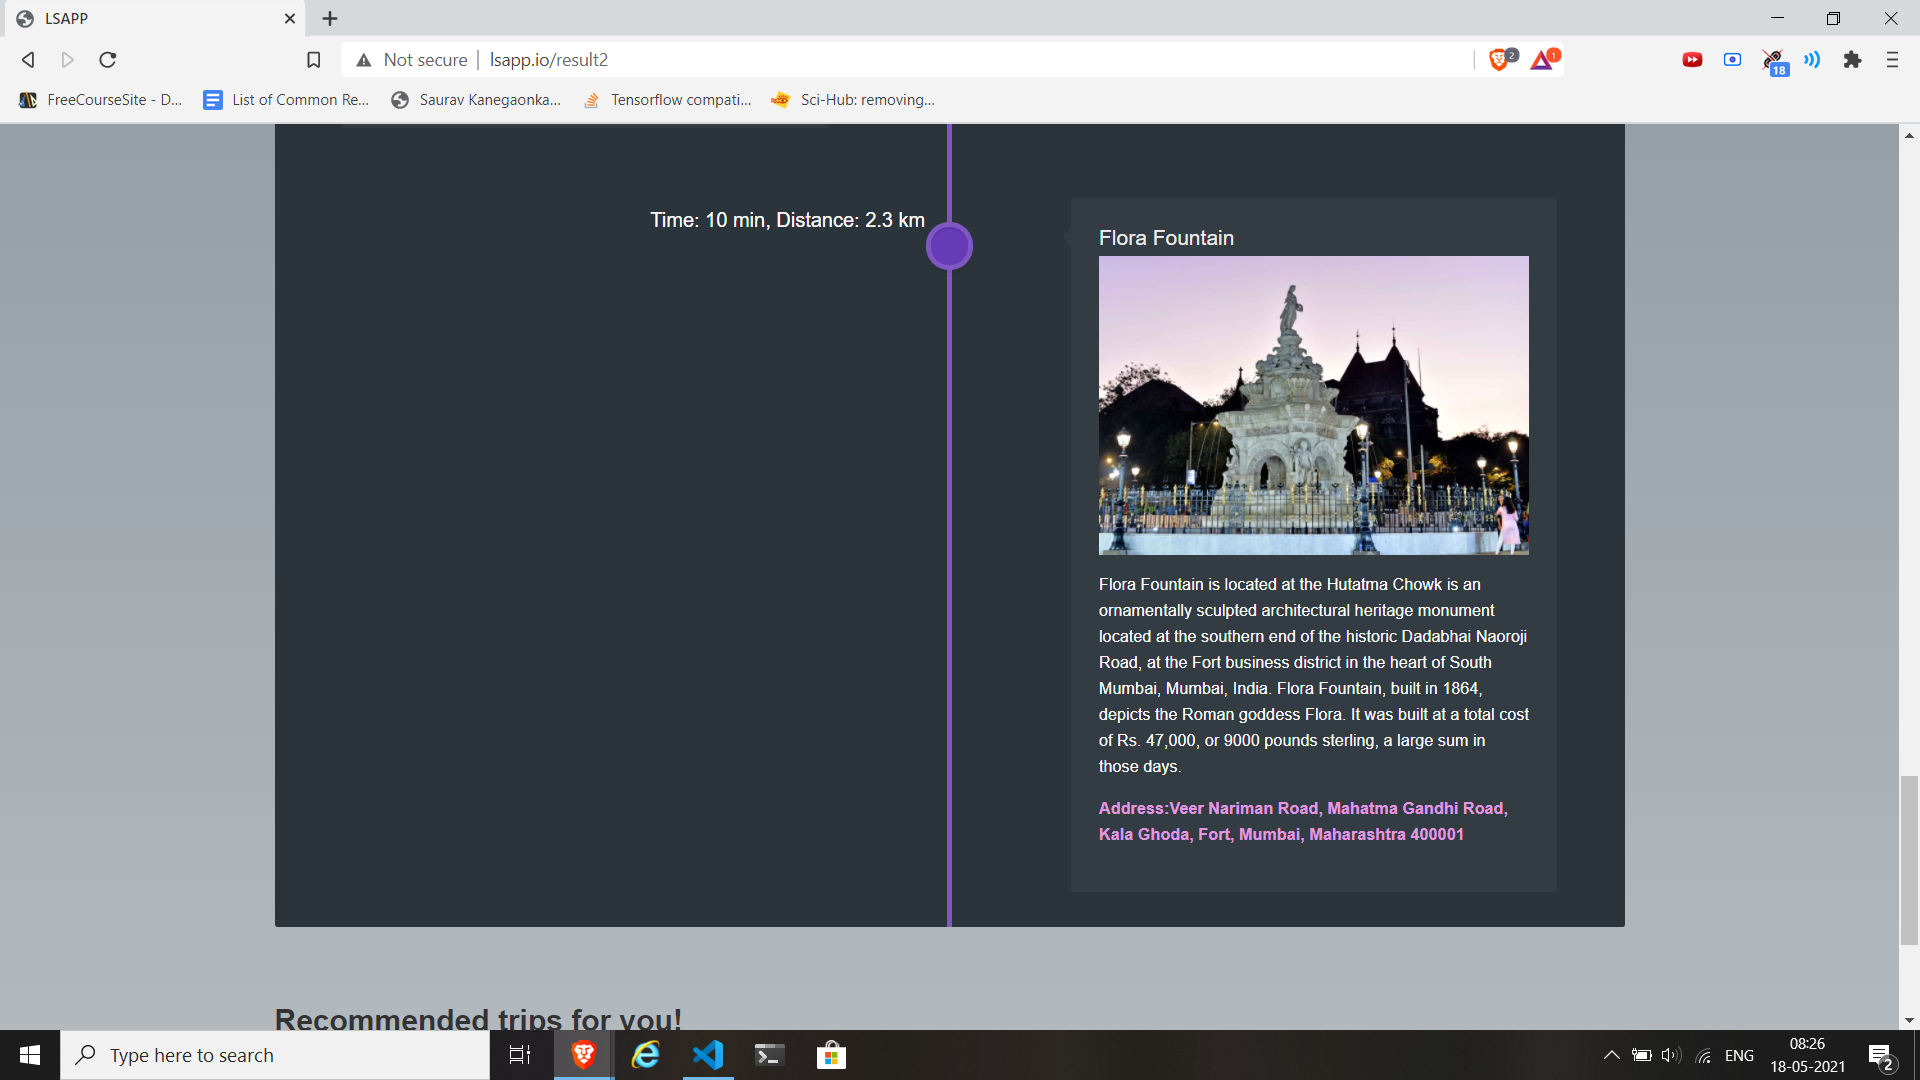 LSAPP
Not secure
lsapp.io/result2
2
1
18
FreeCourseSite - D...
List of Common Re...
Saurav Kanegaonka...
Tensorflow compati...
Sci-Hub: removing...
Time: 10 min, Distance: 2.3 km
Flora Fountain
Flora Fountain is located at the Hutatma Chowk is an
ornamentally sculpted architectural heritage monument
located at the southern end of the historic Dadabhai Naoroji
Road, at the Fort business district in the heart of South
Mumbai, Mumbai, India. Flora Fountain, built in 1864,
depicts the Roman goddess Flora. It was built at a total cost
of Rs. 47,000, or 9000 pounds sterling, a large sum in
those days.
Address:Veer Nariman Road, Mahatma Gandhi Road,
Kala Ghoda, Fort, Mumbai, Maharashtra 400001
Recommended trips for you!
Type here to search
ENG
08:26
18-05-2021
2